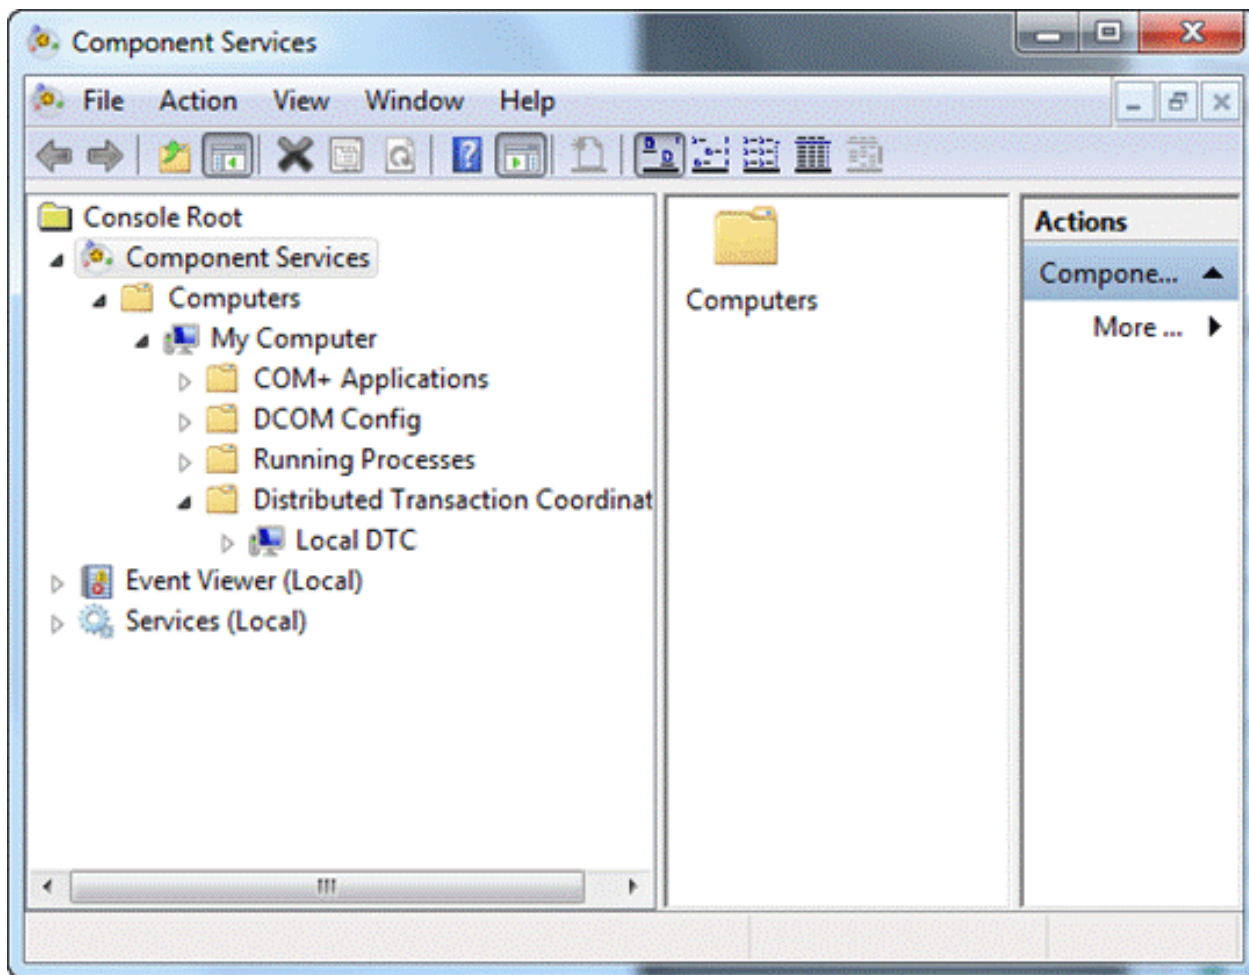 Component Services
File Action View Window Help
Console Root
Component Services
Computers
My Computer
COM+ Applications
DCOM Config
Running Processes
Distributed Transaction Coordinat
Local DTC
Event Viewer (Local)
Services (Local)
Computers
Actions
Compone...
More ...